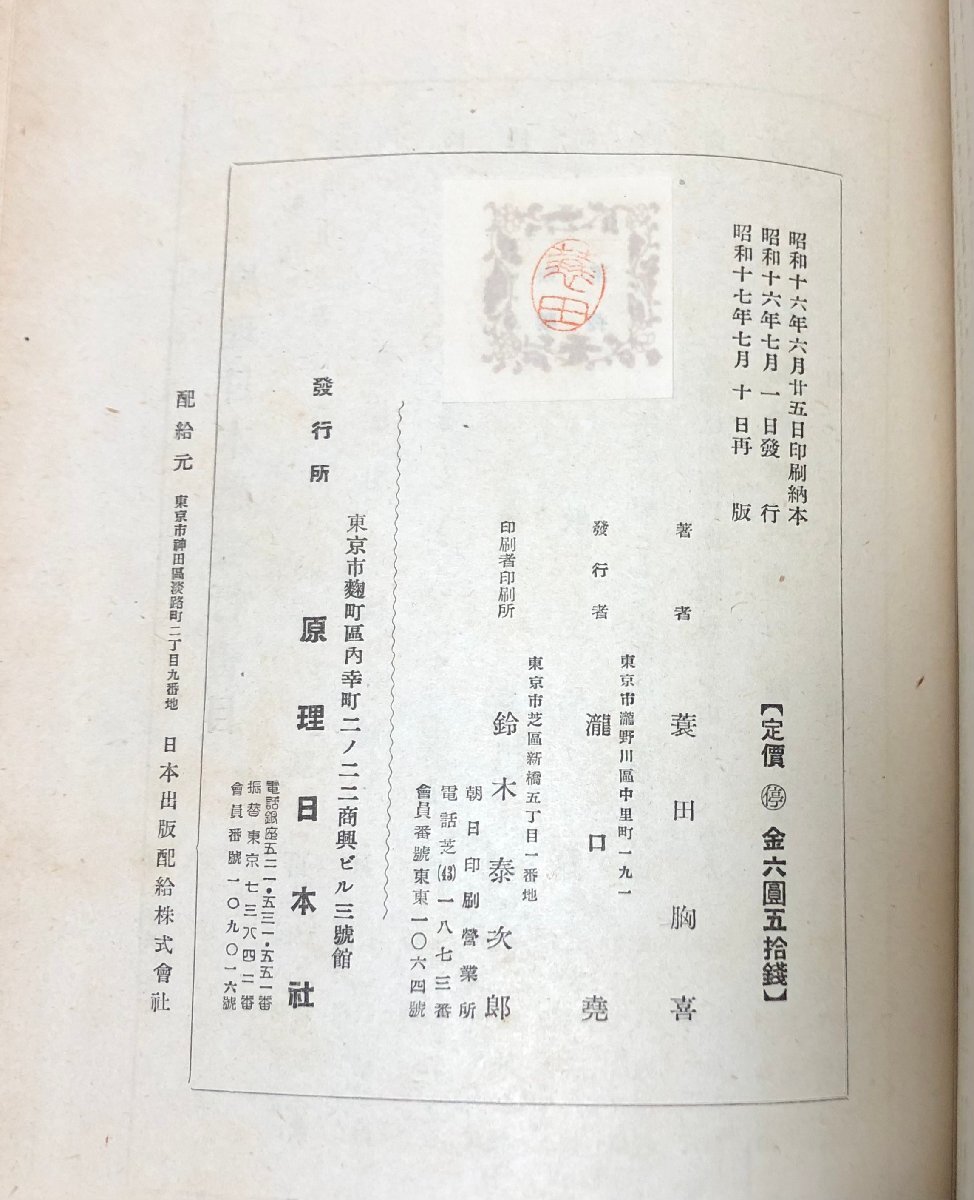 昭和十六年六月廿五日印刷納本
昭和十六年七月一日發行
昭和十七年七月十日再版
【定價 停 金六圓五拾錢】
著者 蓑田胸喜
東京市瀧野川區中里町一九一
發行者 瀧口堯
東京市芝區新橋五丁目一番地
印刷者印刷所 鈴木泰次郎
朝日印刷營業所
電話芝(43)一八七三番
會員番號東東一〇六四號
蓑田
東京市麴町區內幸町二ノ二二商興ビル三號館
發行所 原理日本社
電話銀座五二一・五三一・五五一番
振替東京七三八四二番
會員番號一〇九〇一六號
配給元 東京市神田區淡路町二丁目九番地 日本出版配給株式會社